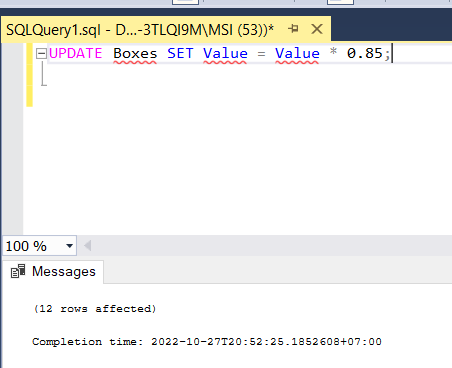 SQLQuery1.sql - D...-3TLQI9M\MSI (53))*
UPDATE Boxes SET Value = Value * 0.85;
100 %
Messages
(12 rows affected)
Completion time: 2022-10-27T20:52:25.1852608+07:00